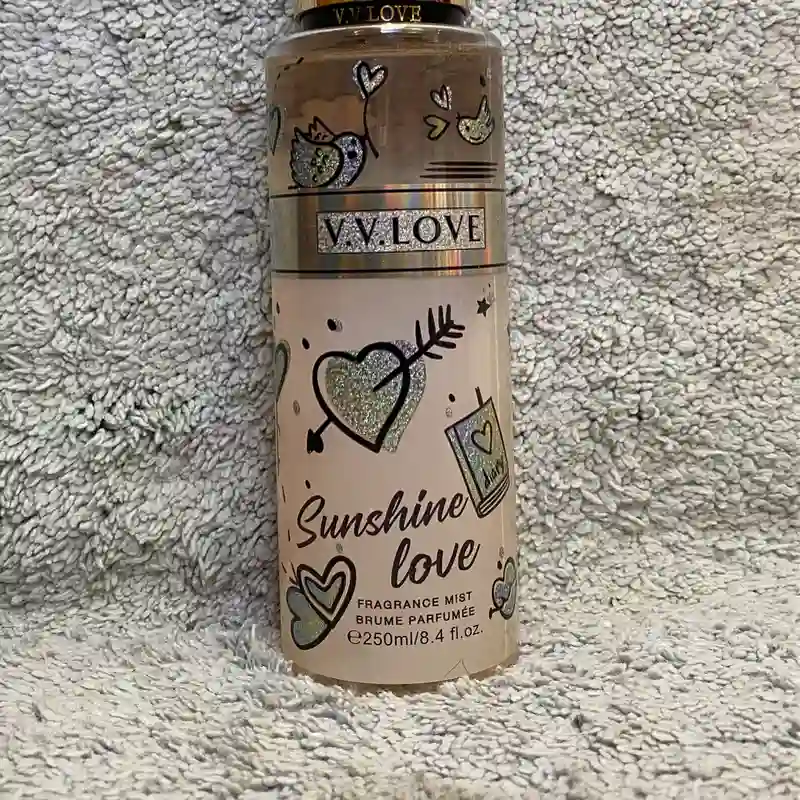 V.V LOVE
V.V.LOVE
diary
Sunshine
love
FRAGRANCE MIST
BRUME PARFUMÉE
℮250ml/8.4 fl.oz.